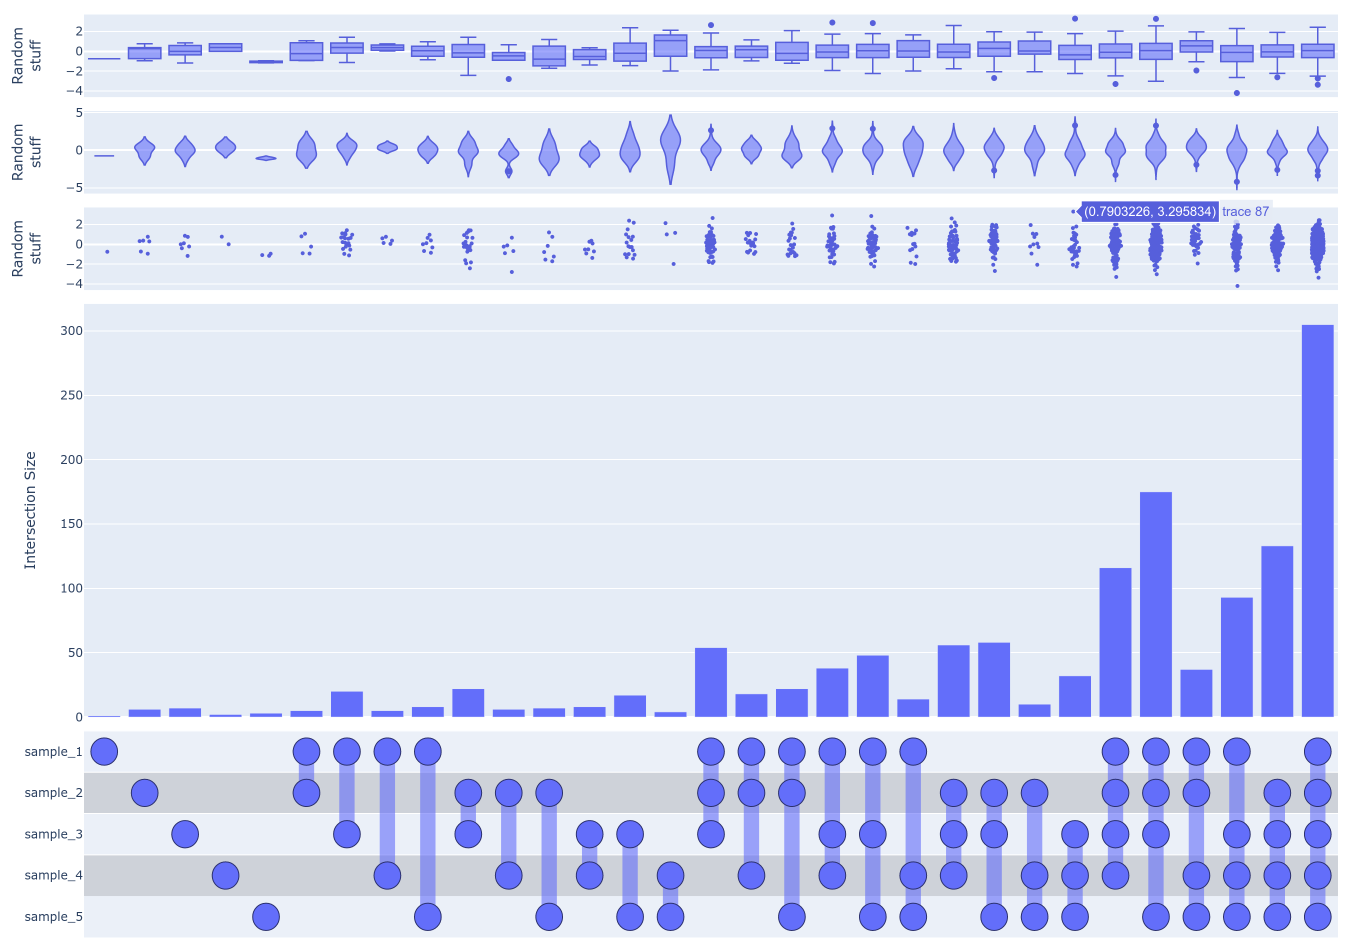 Random
stuff
2
0
−2
−4
Random
stuff
5
0
−5
Random
stuff
2
0
−2
−4
(0.7903226, 3.295834) trace 87
Intersection Size
300
250
200
150
100
50
0
sample_1
sample_2
sample_3
sample_4
sample_5